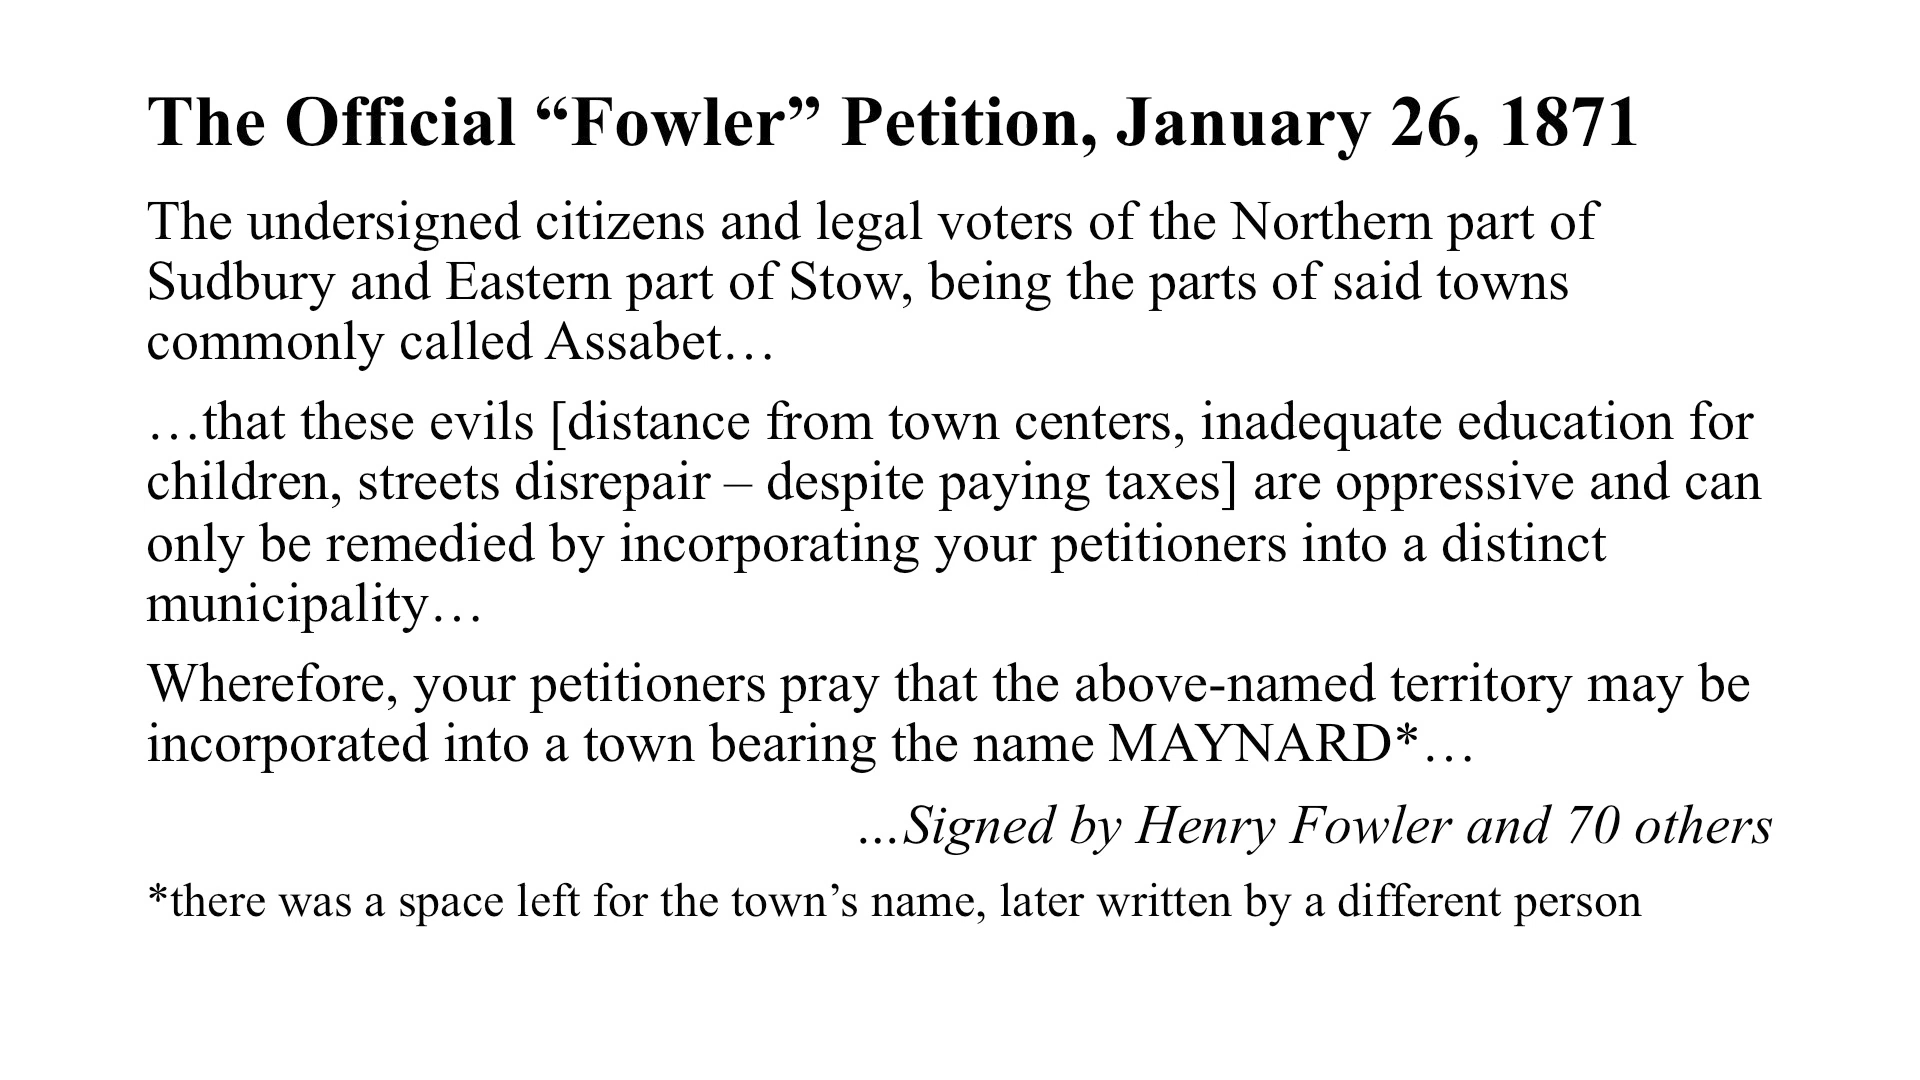 The Official “Fowler” Petition, January 26, 1871
The undersigned citizens and legal voters of the Northern part of
Sudbury and Eastern part of Stow, being the parts of said towns
commonly called Assabet…
…that these evils [distance from town centers, inadequate education for
children, streets disrepair – despite paying taxes] are oppressive and can
only be remedied by incorporating your petitioners into a distinct
municipality…
Wherefore, your petitioners pray that the above-named territory may be
incorporated into a town bearing the name MAYNARD*…
...Signed by Henry Fowler and 70 others
*there was a space left for the town’s name, later written by a different person